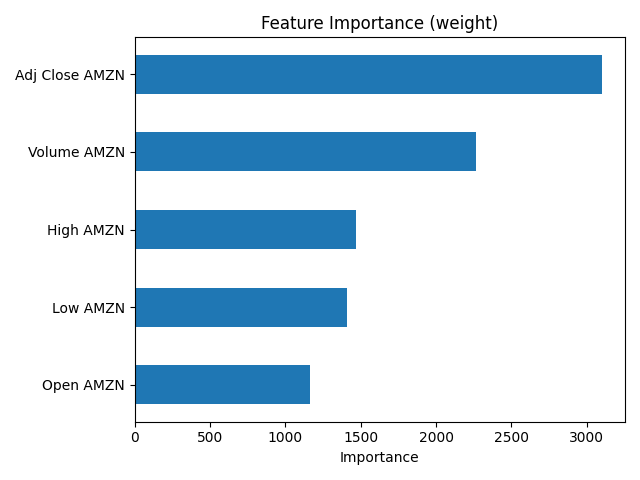 Feature Importance (weight)
Adj Close AMZN
Volume AMZN
High AMZN
Low AMZN
Open AMZN
0 500 1000 1500 2000 2500 3000
Importance